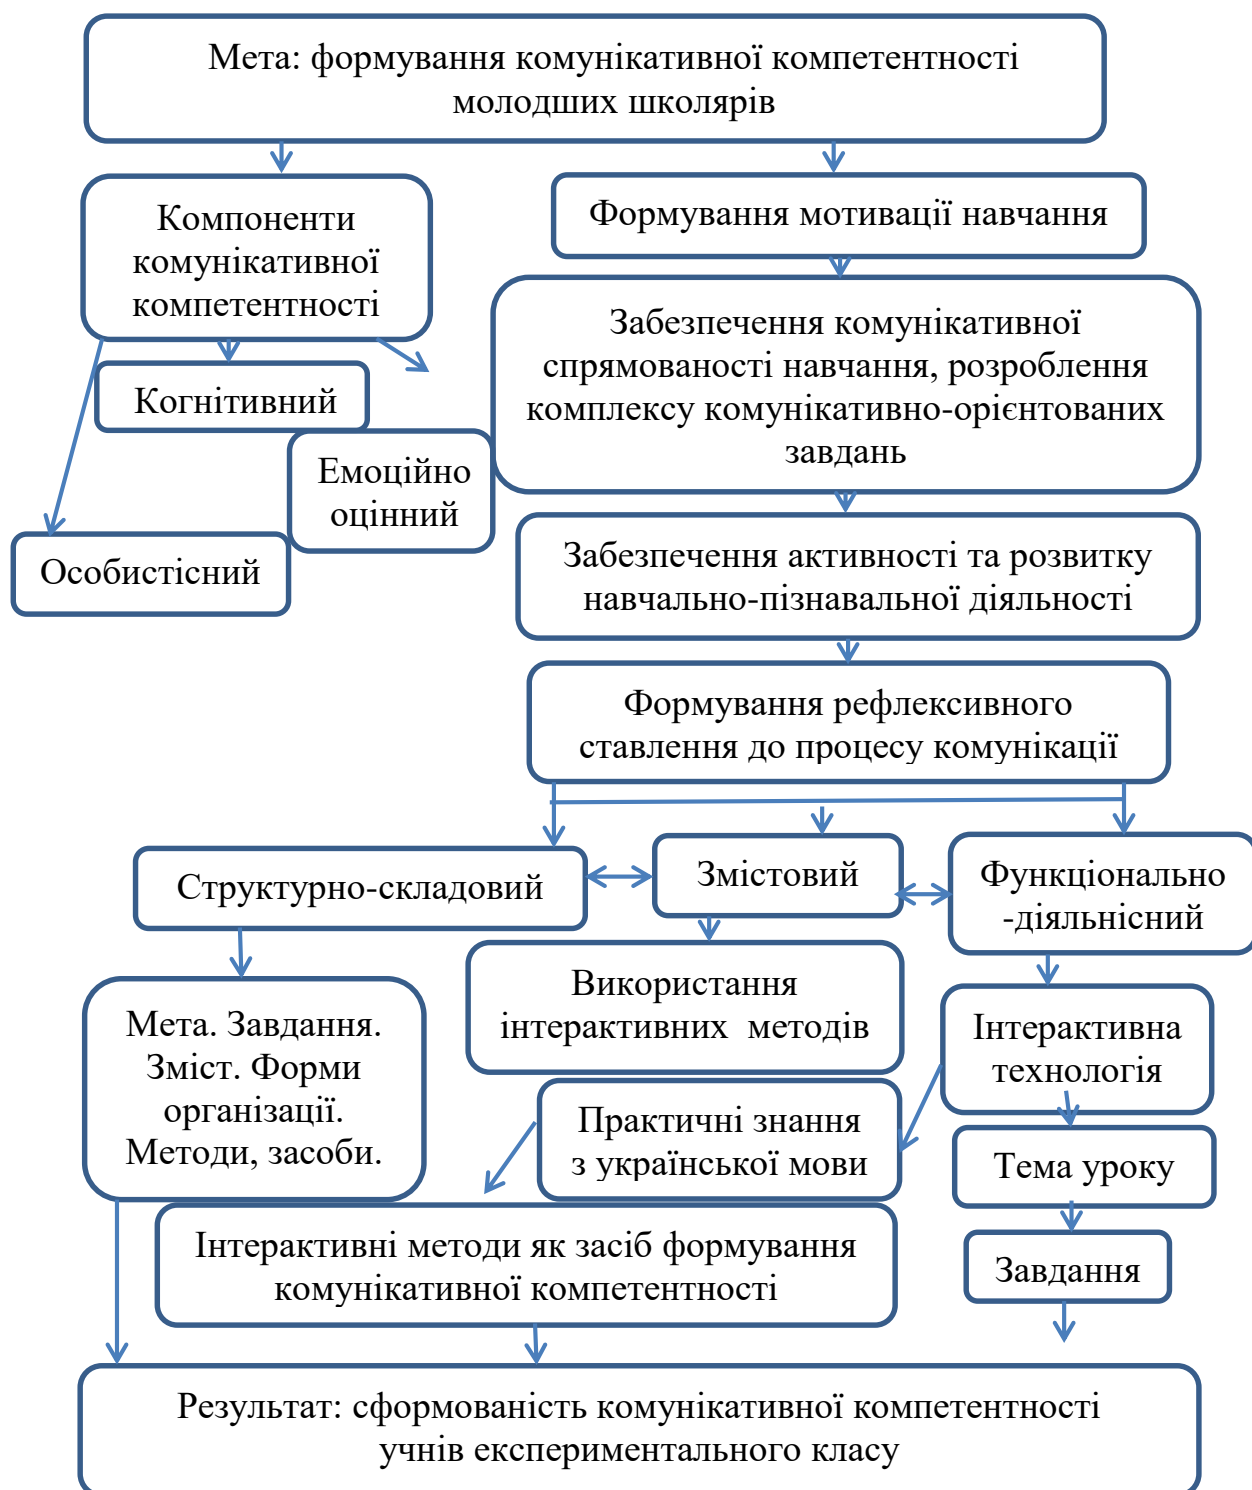 Мета: формування комунікативної компетентності
молодших школярів
Компоненти
комунікативної
компетентності
Формування мотивації навчання
Забезпечення комунікативної
спрямованості навчання, розроблення
комплексу комунікативно-орієнтованих
завдань
Когнітивний
Емоційно
оцінний
Особистісний
Забезпечення активності та розвитку
навчально-пізнавальної діяльності
Формування рефлексивного
ставлення до процесу комунікації
Структурно-складовий
Змістовий
Функціонально
-діяльнісний
Мета. Завдання.
Зміст. Форми
організації.
Методи, засоби.
Використання
інтерактивних методів
Інтерактивна
технологія
Практичні знання
з української мови
Тема уроку
Інтерактивні методи як засіб формування
комунікативної компетентності
Завдання
Результат: сформованість комунікативної компетентності
учнів експериментального класу